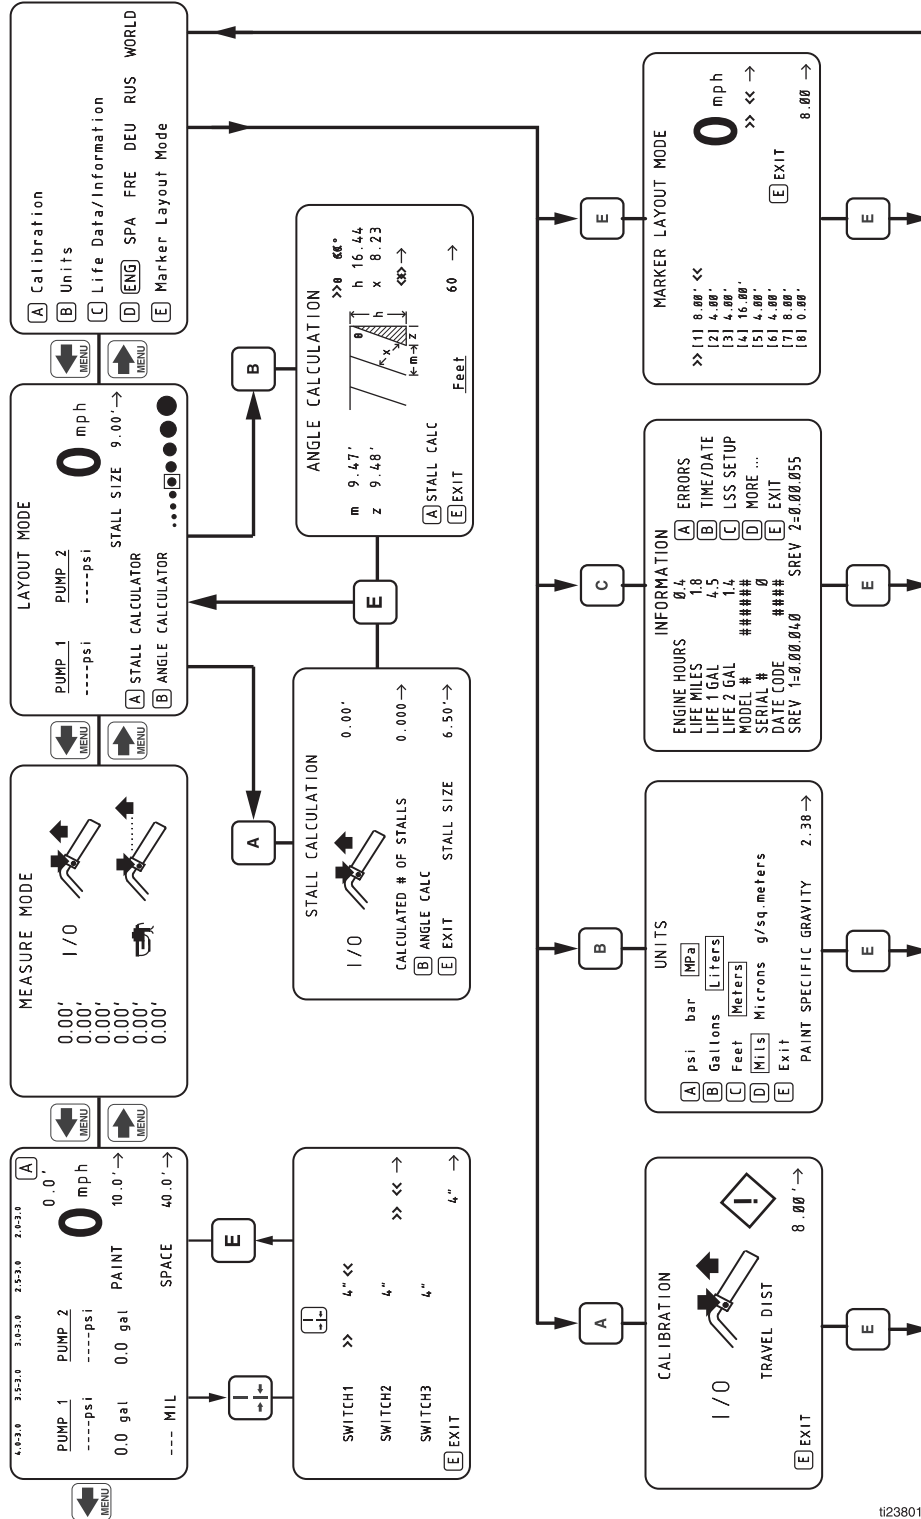 4.0-3.0 3.5-3.0 3.0-3.0 2.5-3.0 2.0-3.0
A
PUMP 1 PUMP 2 0.0'
----psi ----psi 0 mph
0.0 gal 0.0 gal PAINT 10.0'→
--- MIL SPACE 40.0'→
MENU
MENU
MENU
MEASURE MODE
0.00' I/O
0.00'
0.00'
0.00'
0.00'
0.00'
MENU
MENU
LAYOUT MODE
PUMP 1 PUMP 2 0 mph
----psi ----psi
STALL SIZE 9.00'→
A STALL CALCULATOR
B ANGLE CALCULATOR
MENU
MENU
A Calibration
B Units
C Life Data/Information
D ENG SPA FRE DEU RUS WORLD
E Marker Layout Mode
E
A
B
SWITCH1 >> 4" <<
SWITCH2 4" >> << →
SWITCH3 4"
E EXIT 4" →
STALL CALCULATION
I/O 0.00'
CALCULATED # OF STALLS 0.000→
B ANGLE CALC
E EXIT STALL SIZE 6.50'→
E
ANGLE CALCULATION
m 9.47' h 16.44
z 9.48' x 8.23
θ h x m z
A STALL CALC
E EXIT Feet 60 →
A
B
C
E
CALIBRATION
I/O
TRAVEL DIST
E EXIT 8.00'→
UNITS
A psi bar MPa
B Gallons Liters
C Feet Meters
D Mils Microns g/sq.meters
E Exit
PAINT SPECIFIC GRAVITY 2.38→
INFORMATION
ENGINE HOURS 0.4 A ERRORS
LIFE MILES 1.8 B TIME/DATE
LIFE 1 GAL 4.5 C LSS SETUP
LIFE 2 GAL 1.4 D MORE...
MODEL # ######
SERIAL # 0 E EXIT
DATE CODE ####
SREV 1=0.00.040 SREV 2=0.00.055
MARKER LAYOUT MODE
>> [1] 8.00' << 0 mph
[2] 4.00'
[3] 4.00' >> << →
[4] 16.00'
[5] 4.00'
[6] 4.00' E EXIT
[7] 8.00'
[8] 0.00' 8.00 →
E
E
E
E
ti23801